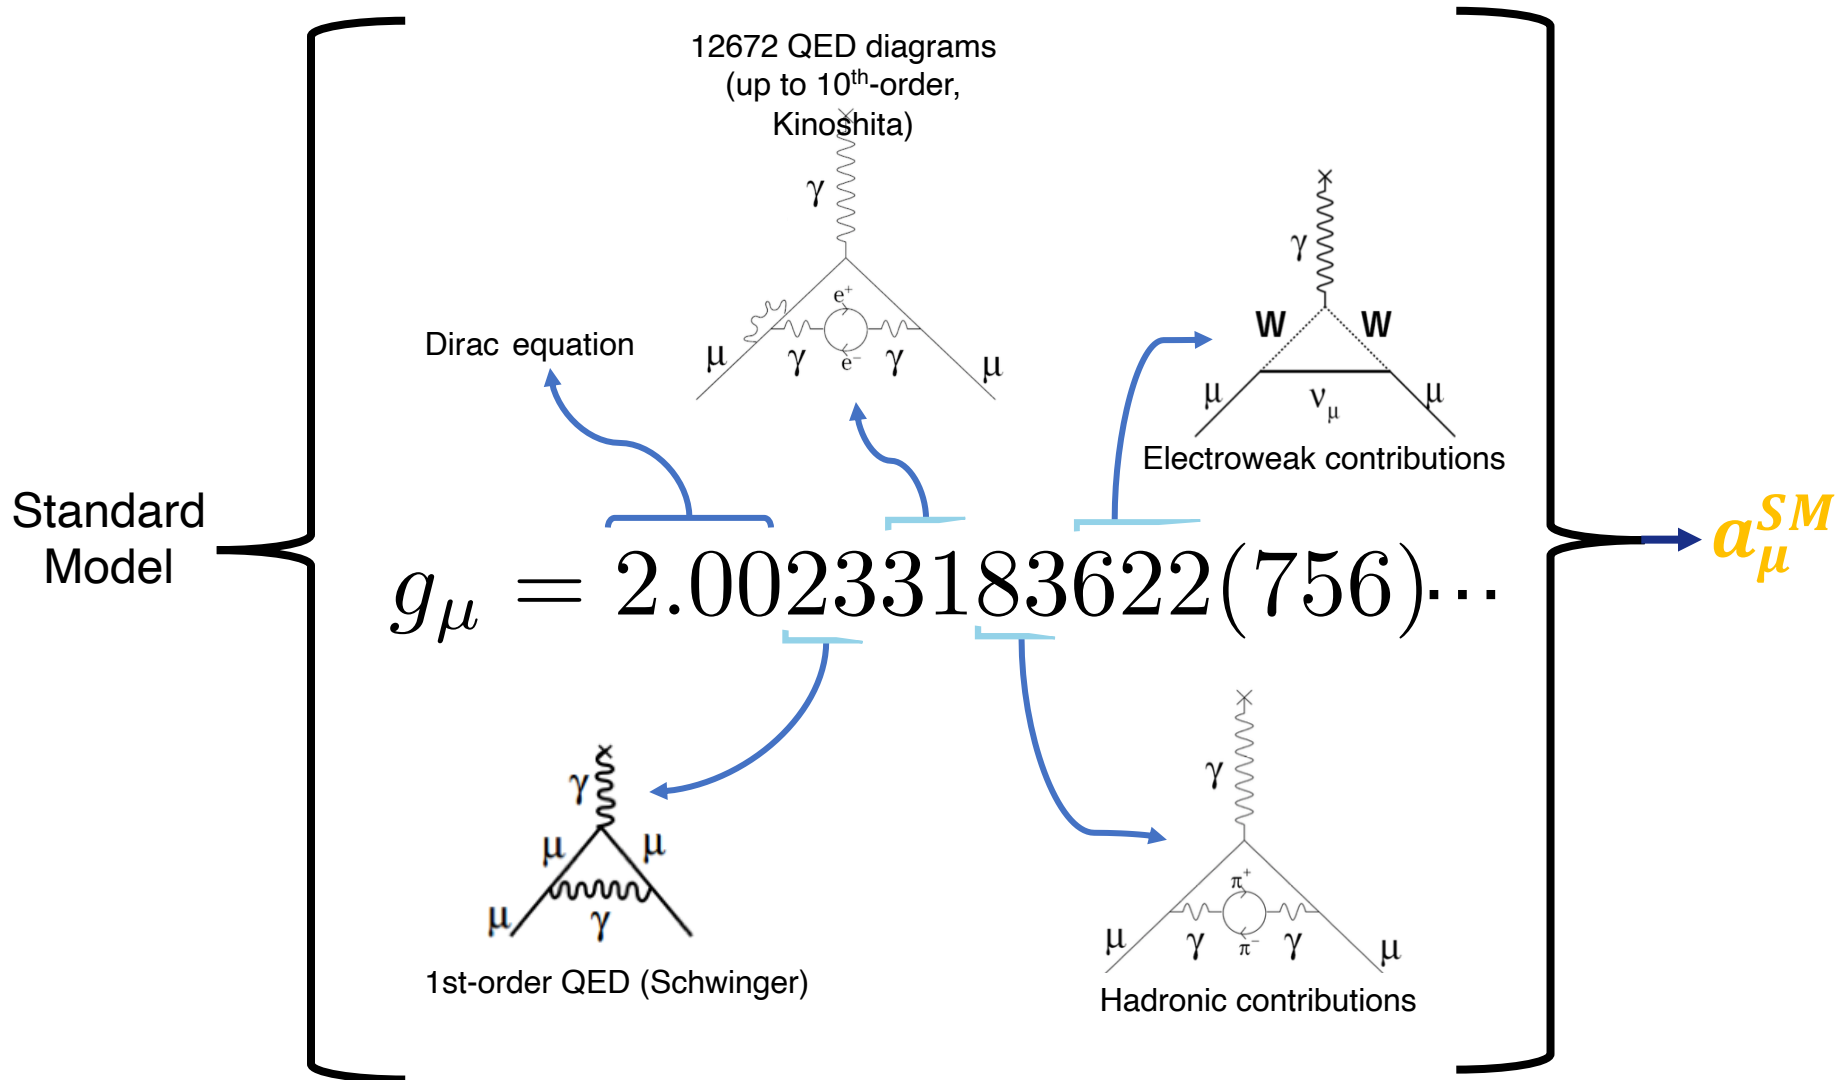 12672 QED diagrams
(up to 10th-order,
Kinoshita)
γ
e+
e−
μ
γ
γ
μ
Dirac equation
γ
W
W
μ
νμ
μ
Electroweak contributions
Standard
Model
gμ = 2.00233183622(756)⋯
aμSM
γ
μ
μ
μ
γ
1st-order QED (Schwinger)
γ
π+
π−
μ
γ
γ
μ
Hadronic contributions